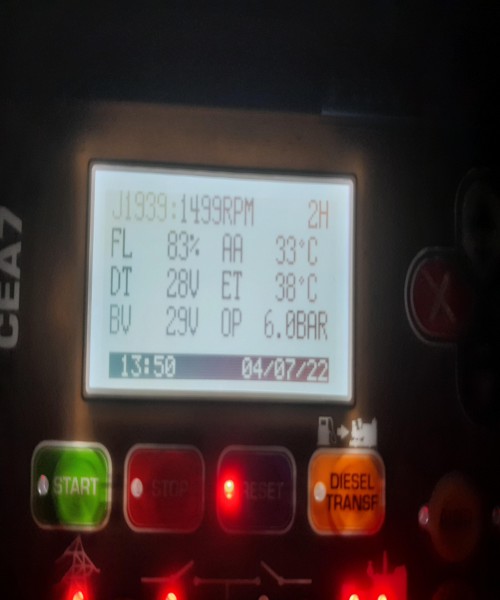 J1939:1499RPM 2H
FL 83% AA 33°C
DT 28V ET 38°C
BV 29V OP 6.0BAR
13:50 04/07/22
CEA7
START STOP RESET DIESEL
TRANSF